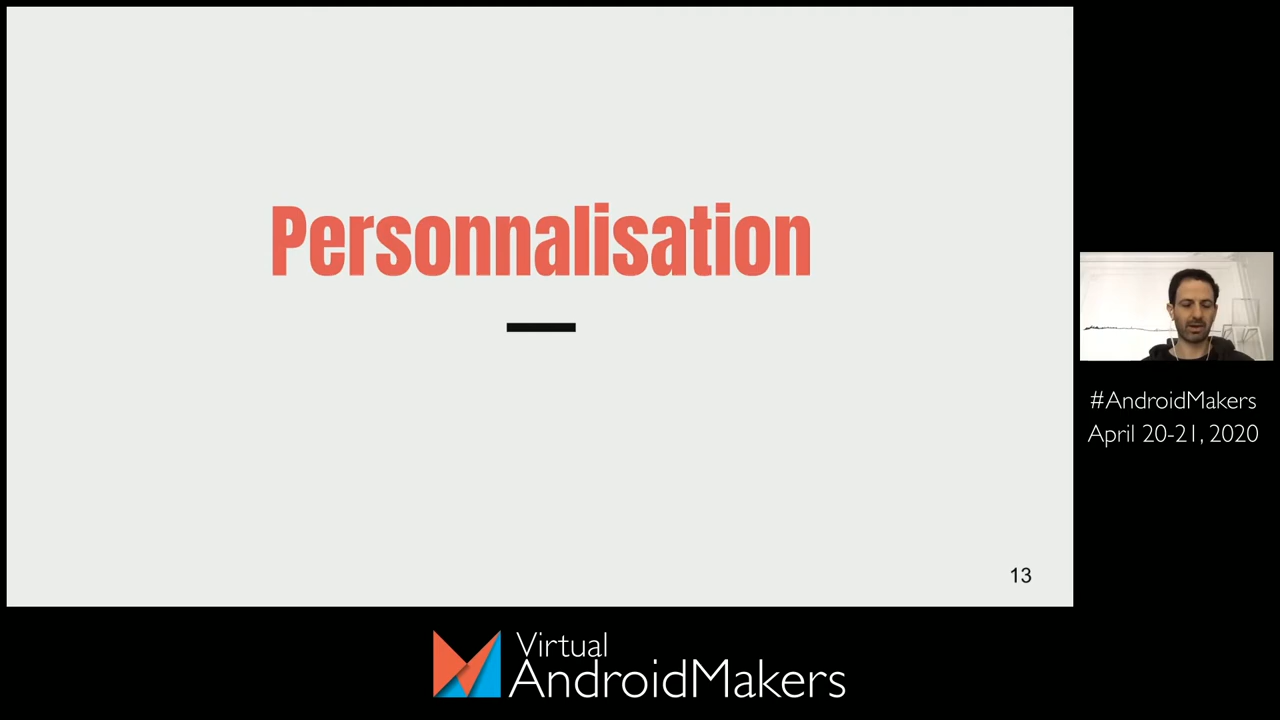 Personnalisation
13
#AndroidMakers
April 20-21, 2020
Virtual
AndroidMakers